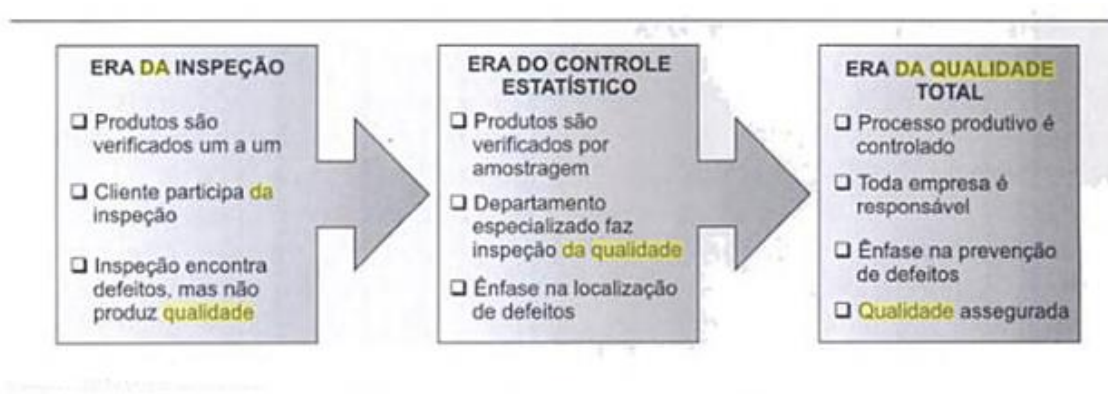 ERA DA INSPEÇÃO
❑ Produtos são
verificados um a um
❑ Cliente participa da
inspeção
❑ Inspeção encontra
defeitos, mas não
produz qualidade
ERA DO CONTROLE
ESTATÍSTICO
❑ Produtos são
verificados por
amostragem
❑ Departamento
especializado faz
inspeção da qualidade
❑ Ênfase na localização
de defeitos
ERA DA QUALIDADE
TOTAL
❑ Processo produtivo é
controlado
❑ Toda empresa é
responsável
❑ Ênfase na prevenção
de defeitos
❑ Qualidade assegurada